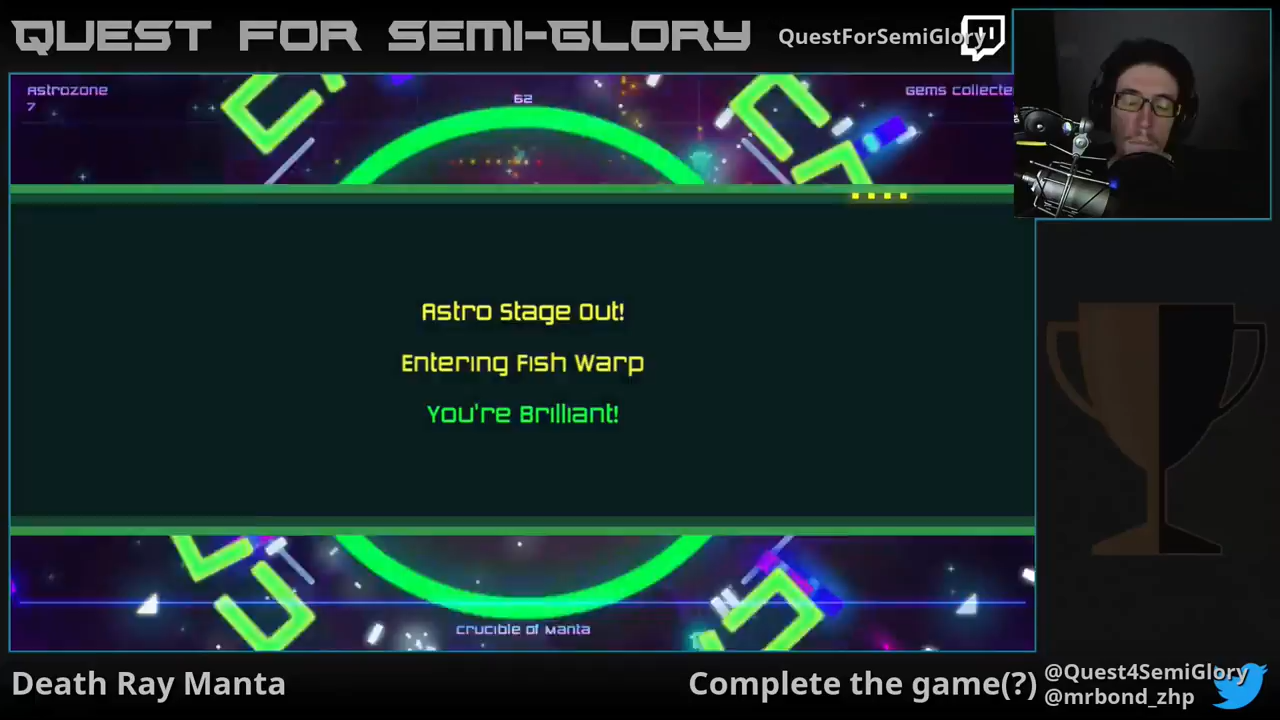 QUEST FOR SEMI-GLORY
QuestForSemiGlory
Astrozone
7
62
Gems collecte
Astro Stage Out!
Entering Fish Warp
You're Brilliant!
Crucible of Manta
Death Ray Manta
Complete the game(?)
@Quest4SemiGlory
@mrbond_zhp